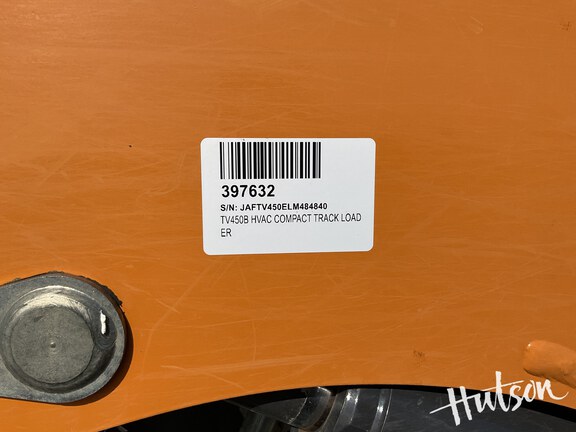 397632
S/N: JAFTV450ELM484840
TV450B HVAC COMPACT TRACK LOAD
ER
Hutson